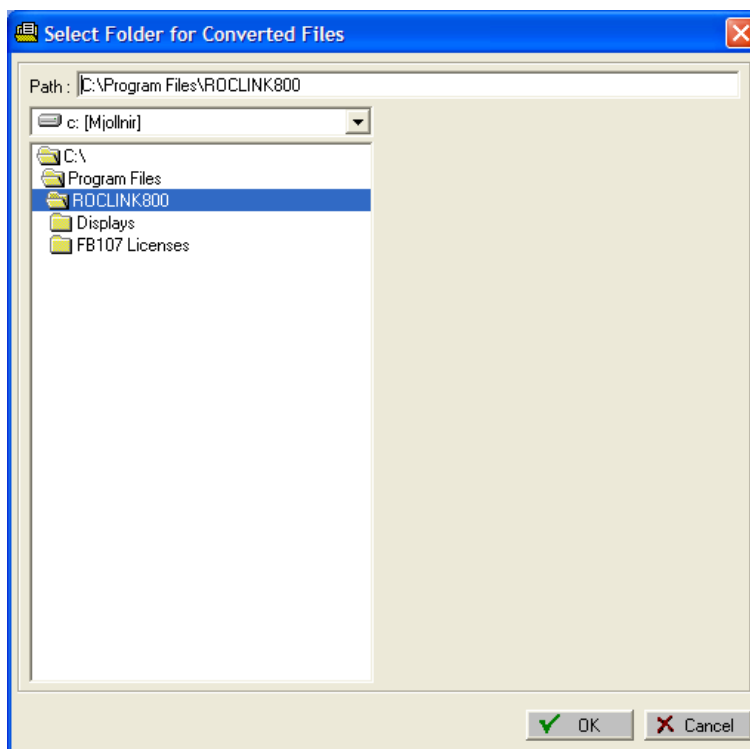 Select Folder for Converted Files
Path : C:\Program Files\ROCLINK800
c: [Mjollnir]
C:\
Program Files
ROCLINK800
Displays
FB107 Licenses
OK Cancel